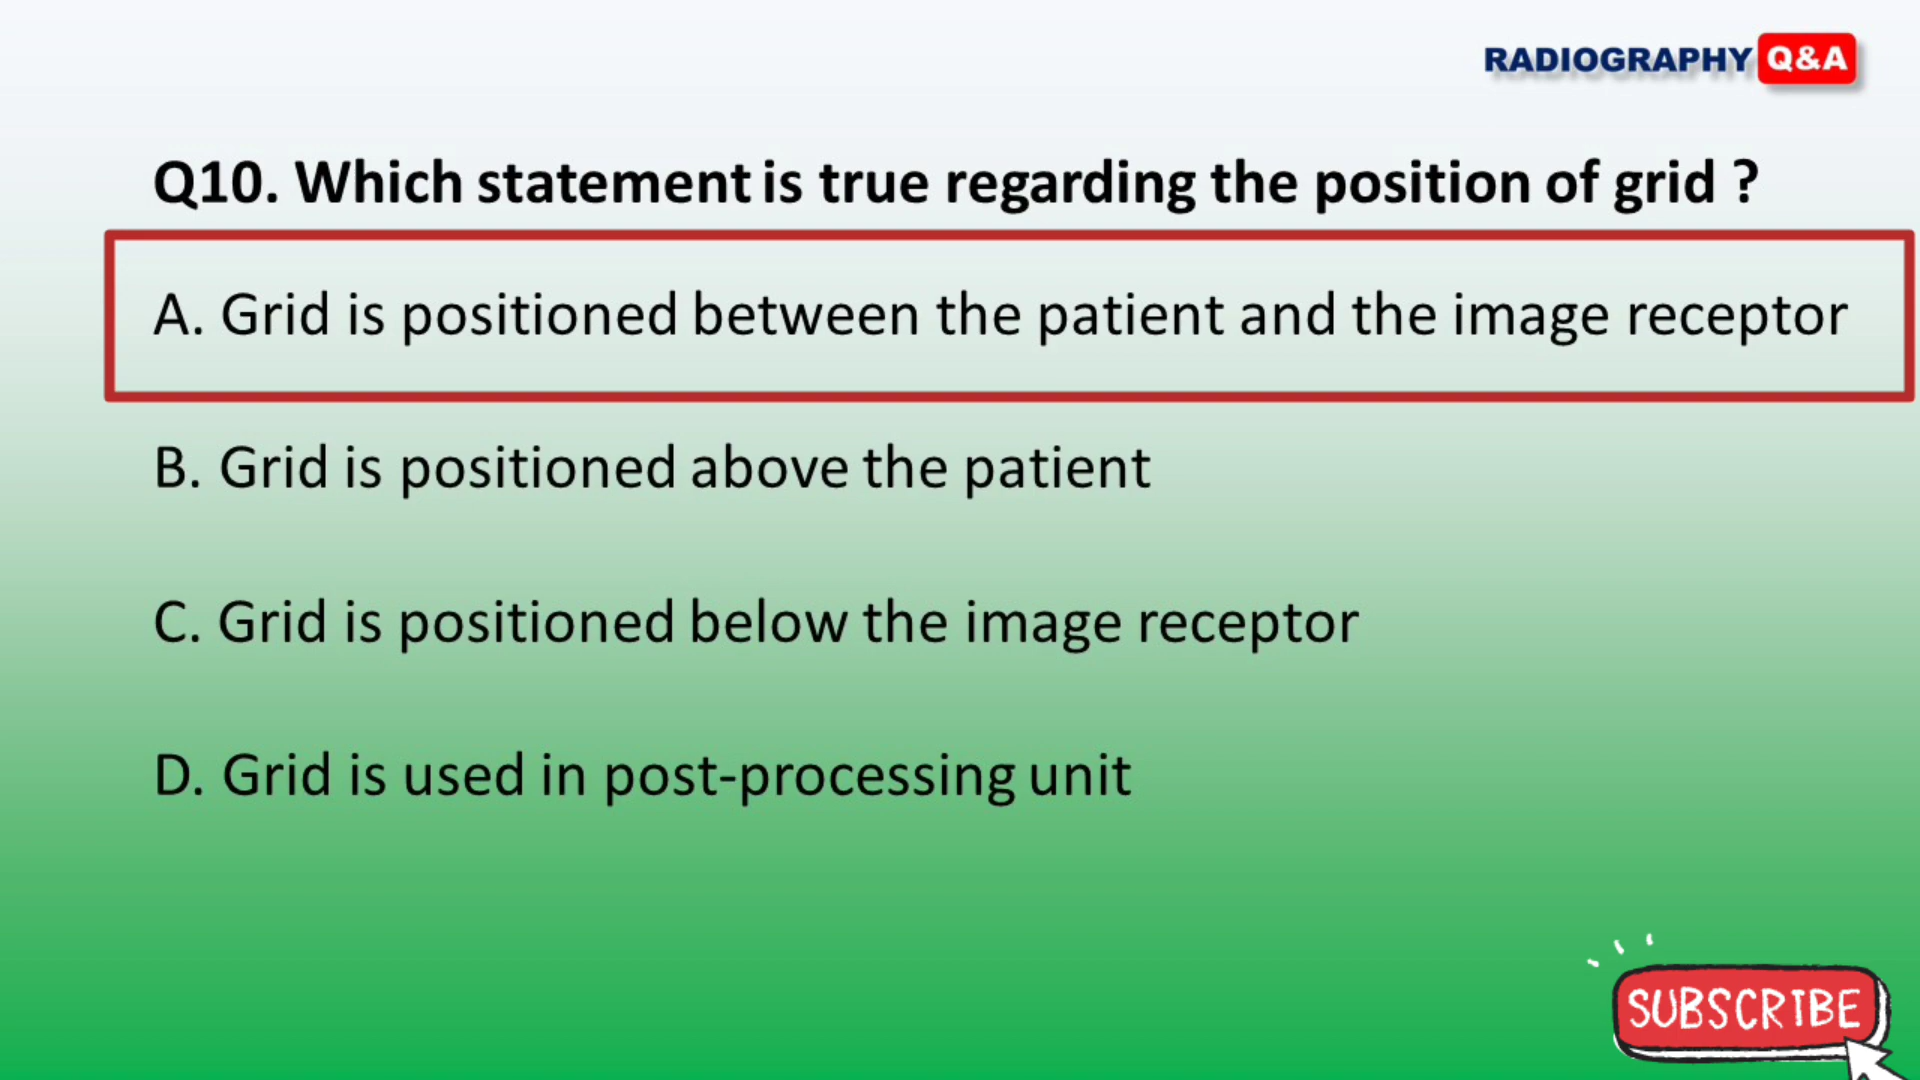 RADIOGRAPHY Q&A
Q10. Which statement is true regarding the position of grid ?
A. Grid is positioned between the patient and the image receptor
B. Grid is positioned above the patient
C. Grid is positioned below the image receptor
D. Grid is used in post-processing unit
SUBSCRIBE